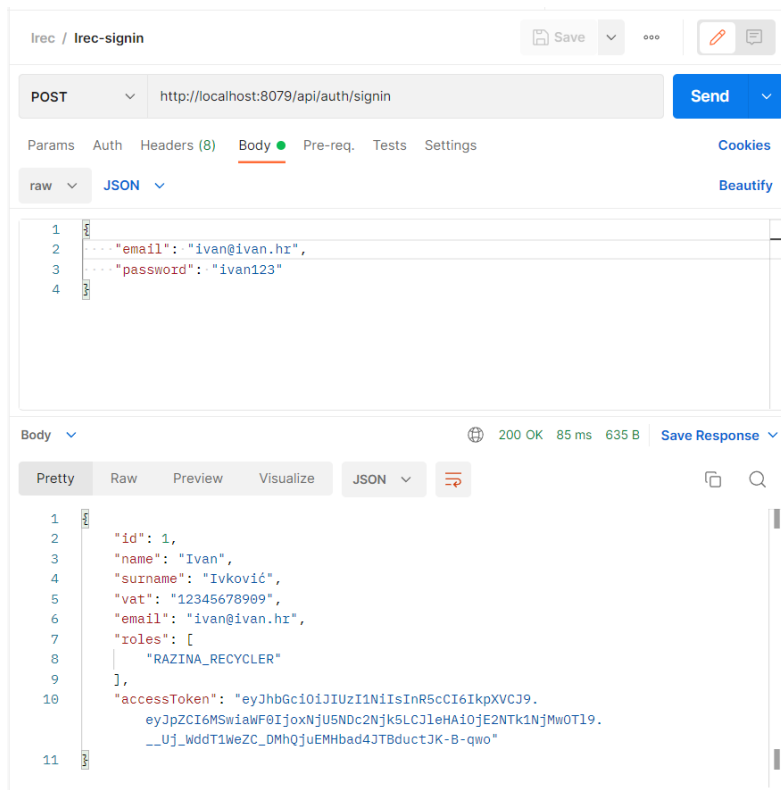 Irec / Irec-signin
Save
POST http://localhost:8079/api/auth/signin Send
Params Auth Headers (8) Body Pre-req. Tests Settings Cookies
raw JSON Beautify
1 {
2 "email": "ivan@ivan.hr",
3 "password": "ivan123"
4 }
Body 200 OK 85 ms 635 B Save Response
Pretty Raw Preview Visualize JSON
1 {
2 "id": 1,
3 "name": "Ivan",
4 "surname": "Ivković",
5 "vat": "12345678909",
6 "email": "ivan@ivan.hr",
7 "roles": [
8 "RAZINA_RECYCLER"
9 ],
10 "accessToken": "eyJhbGciOiJIUzI1NiIsInR5cCI6IkpXVCJ9.
eyJpZCI6MSwiaWF0IjoxNjU5NDc2Njk5LCJleHAiOjE2NTk1NjMwOTl9.
__Uj_WddT1WeZC_DMhQjuEMHbad4JTBductJK-B-qwo"
11 }